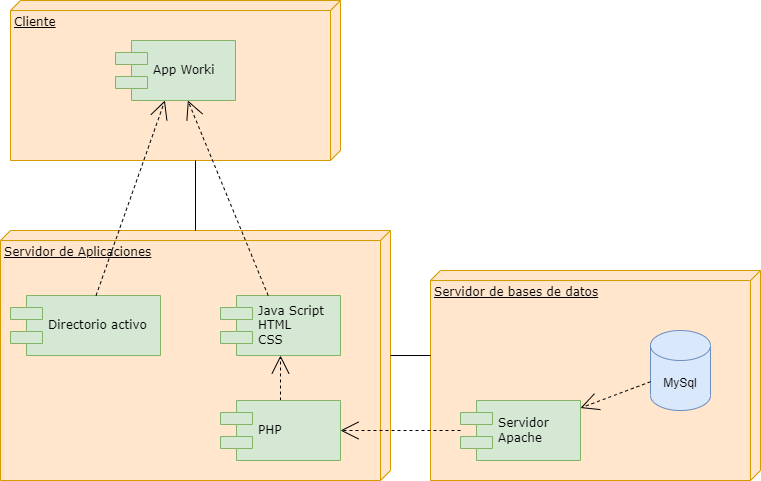 Cliente
App Worki
Servidor de Aplicaciones
Directorio activo
Java Script
HTML
CSS
PHP
Servidor de bases de datos
MySql
Servidor
Apache